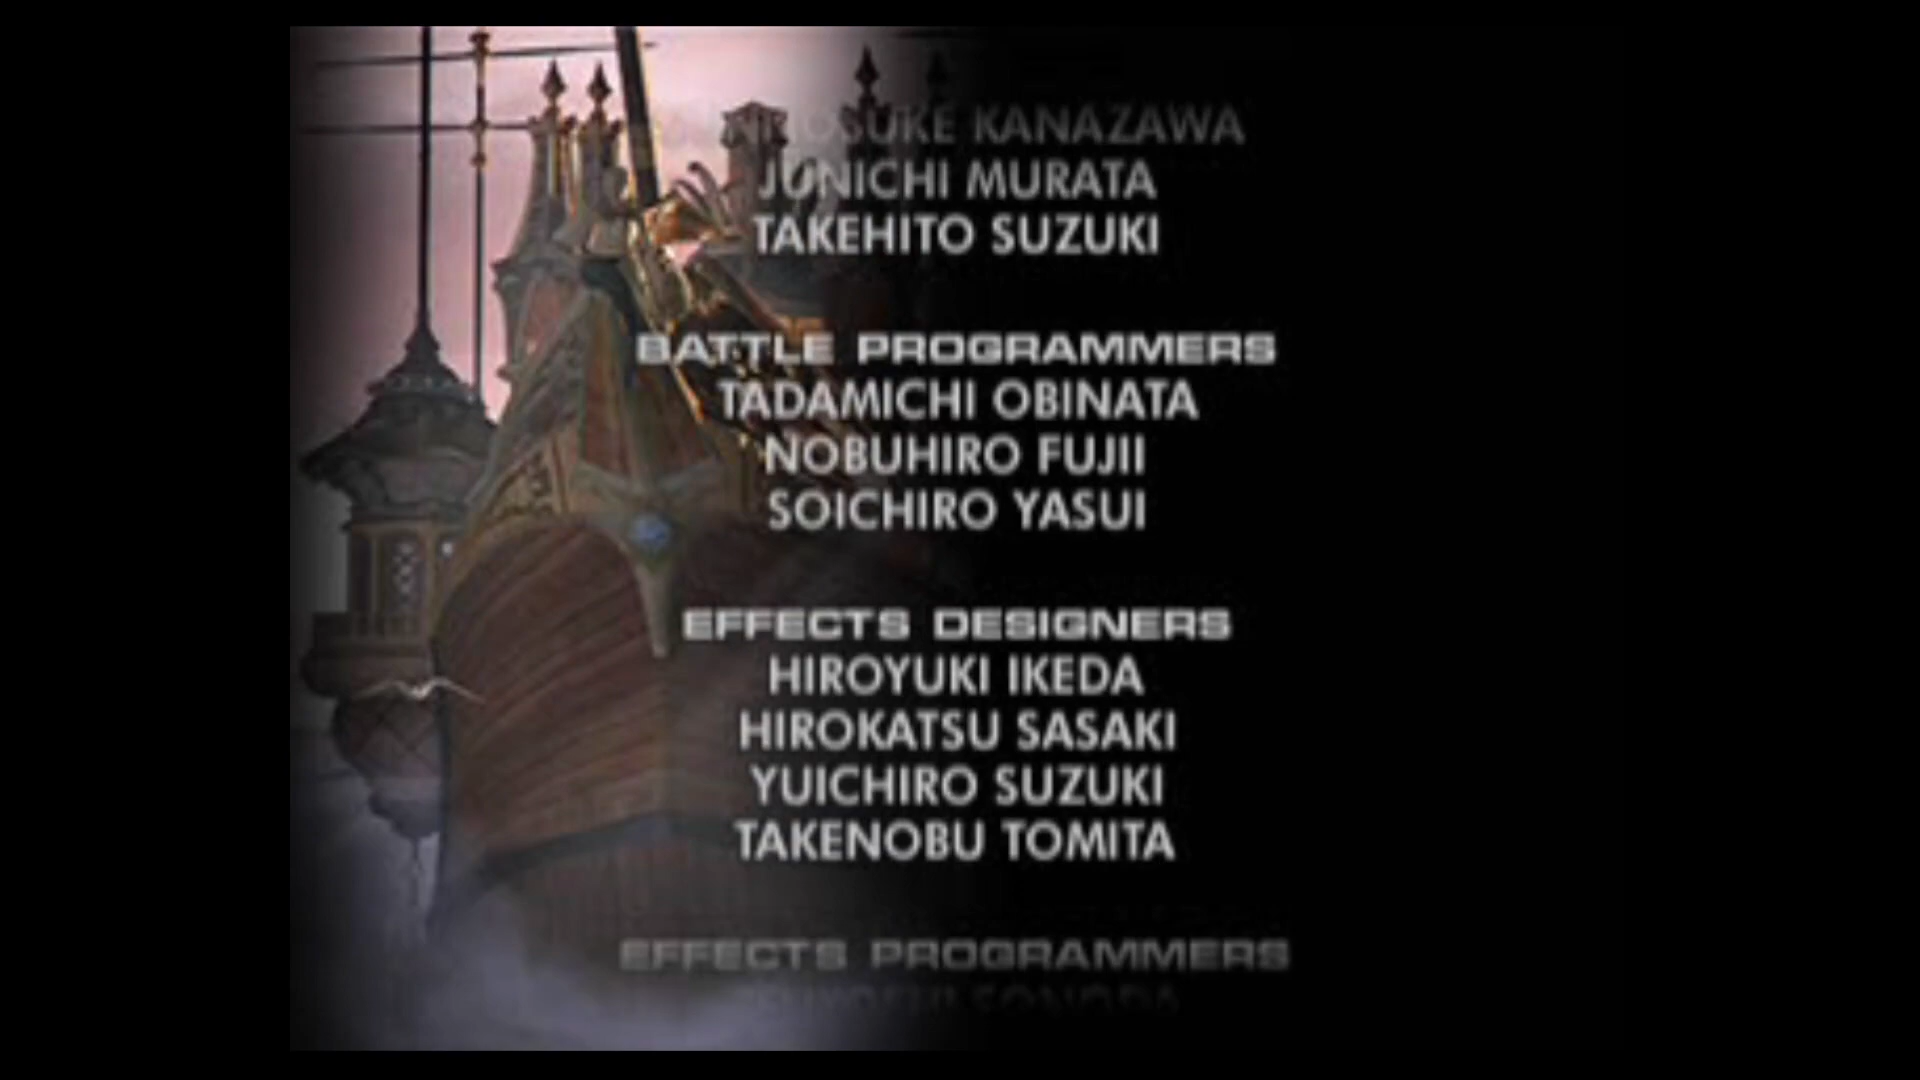 KANAZAWA
JUNICHI MURATA
TAKEHITO SUZUKI
BATTLE PROGRAMMERS
TADAMICHI OBINATA
NOBUHIRO FUJII
SOICHIRO YASUI
EFFECTS DESIGNERS
HIROYUKI IKEDA
HIROKATSU SASAKI
YUICHIRO SUZUKI
TAKENOBU TOMITA
EFFECTS PROGRAMMERS